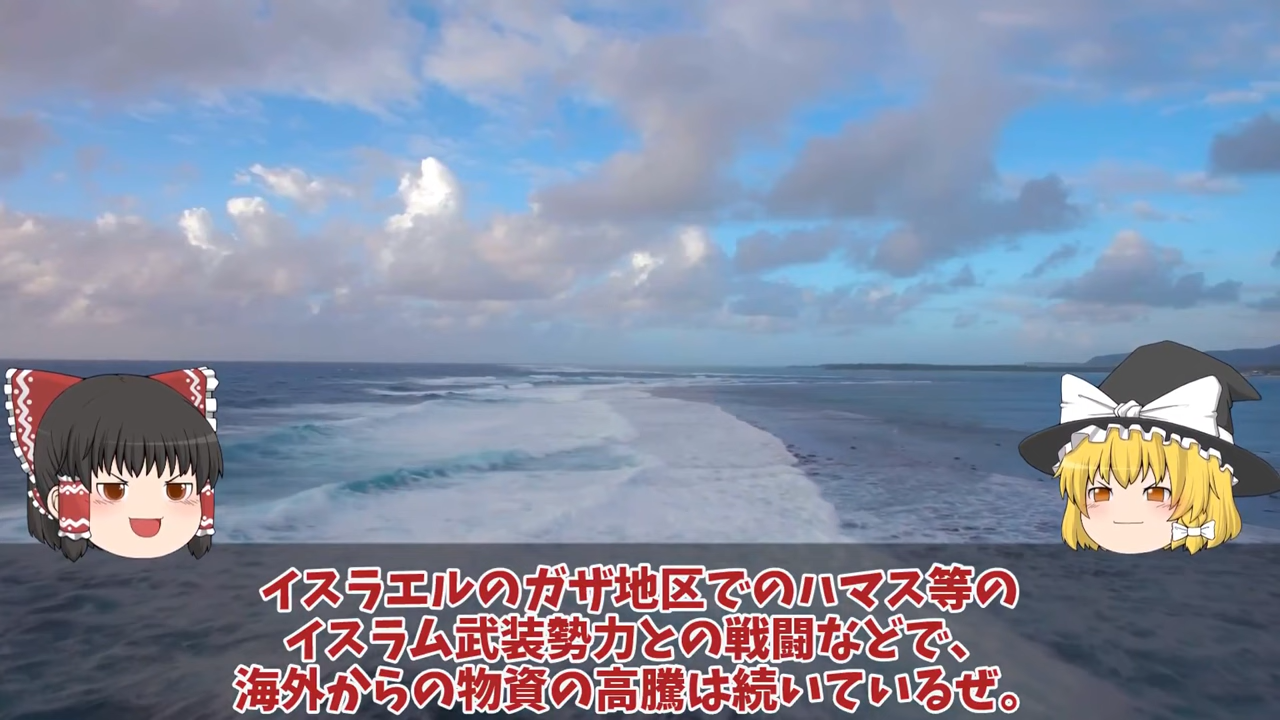 イスラエルのガザ地区でのハマス等の
イスラム武装勢力との戦闘などで、
海外からの物資の高騰は続いているぜ。